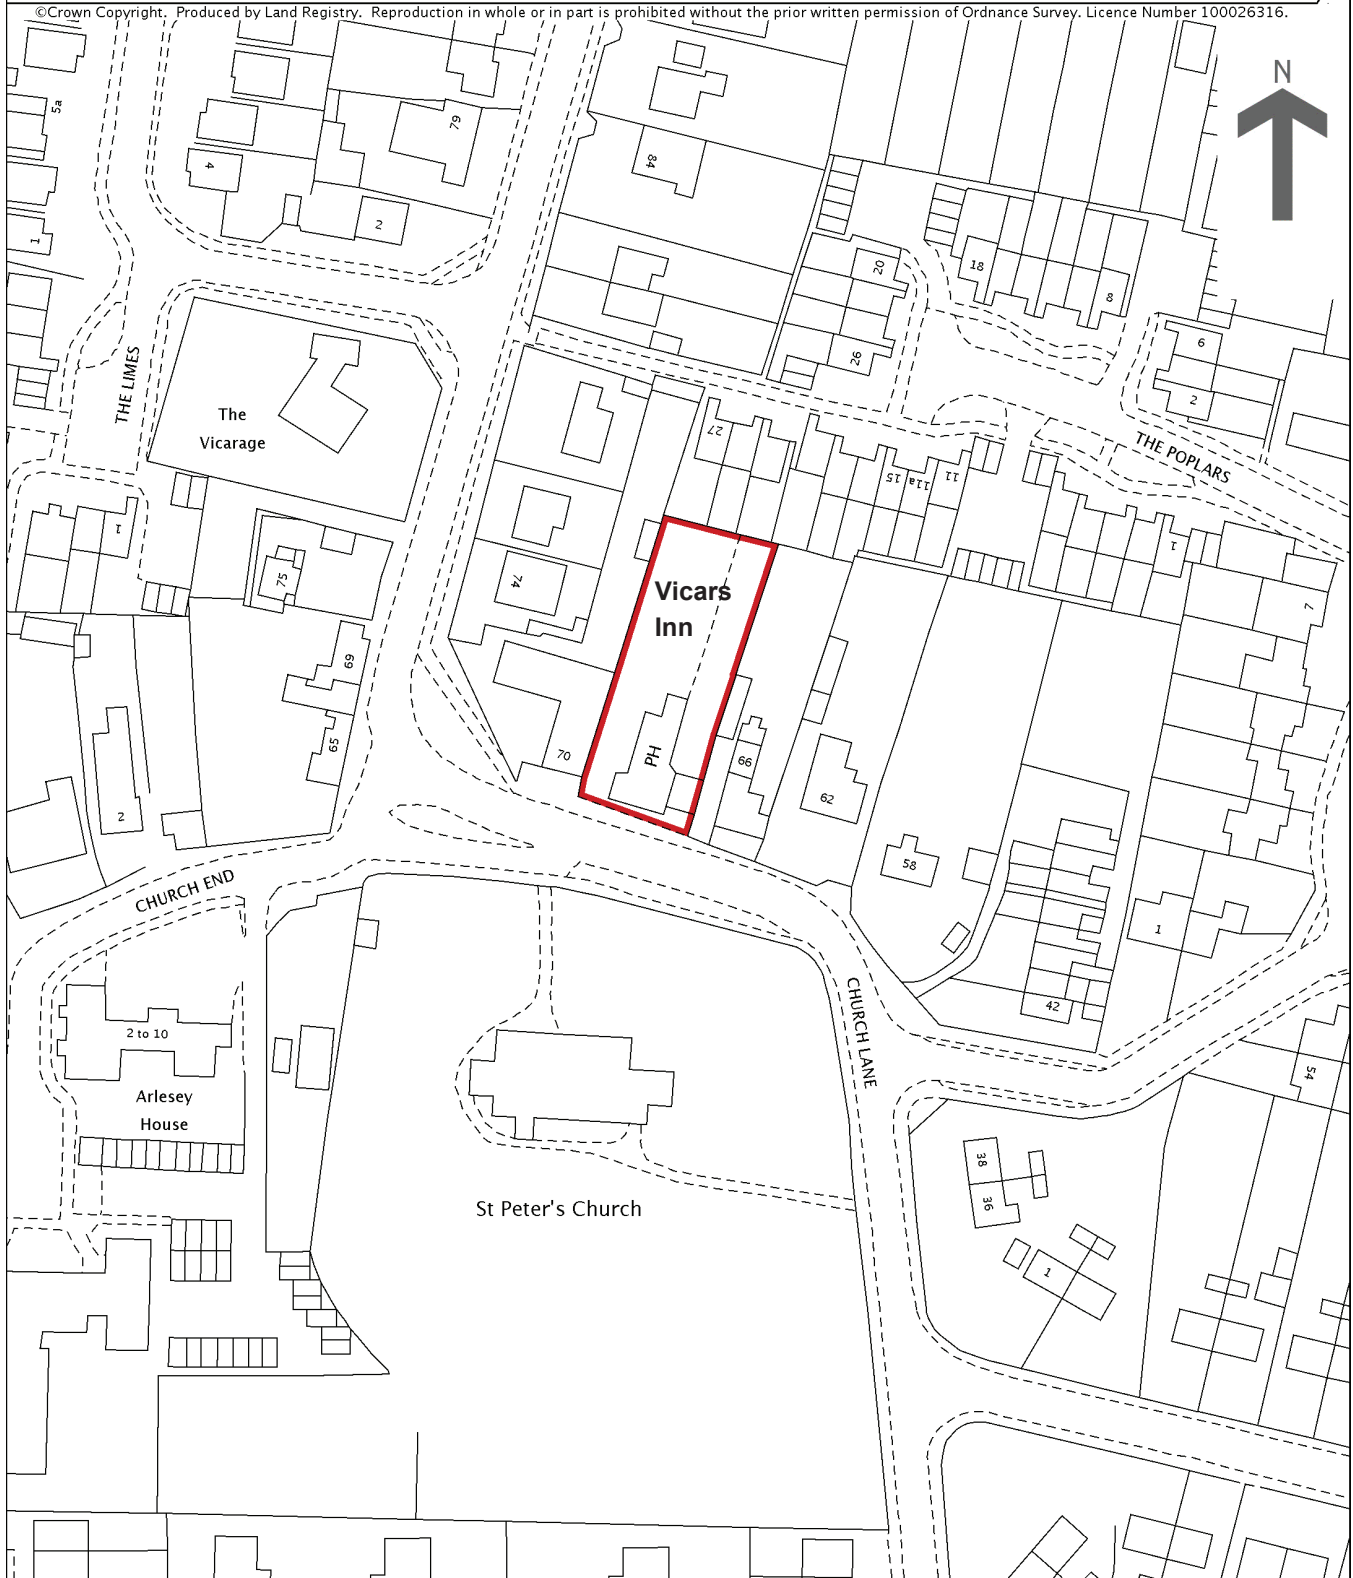 ©Crown Copyright. Produced by Land Registry. Reproduction in whole or in part is prohibited without the prior written permission of Ordnance Survey. Licence Number 100026316.
N
5a
79
4
84
2
1
20
18
8
26
6
2
THE LIMES
The
Vicarage
27
THE POPLARS
15
11a
11
1
1
75
74
Vicars
Inn
7
69
65
70
PH
66
62
2
58
CHURCH END
1
42
CHURCH LANE
2 to 10
54
Arlesey
House
38
36
St Peter's Church
1